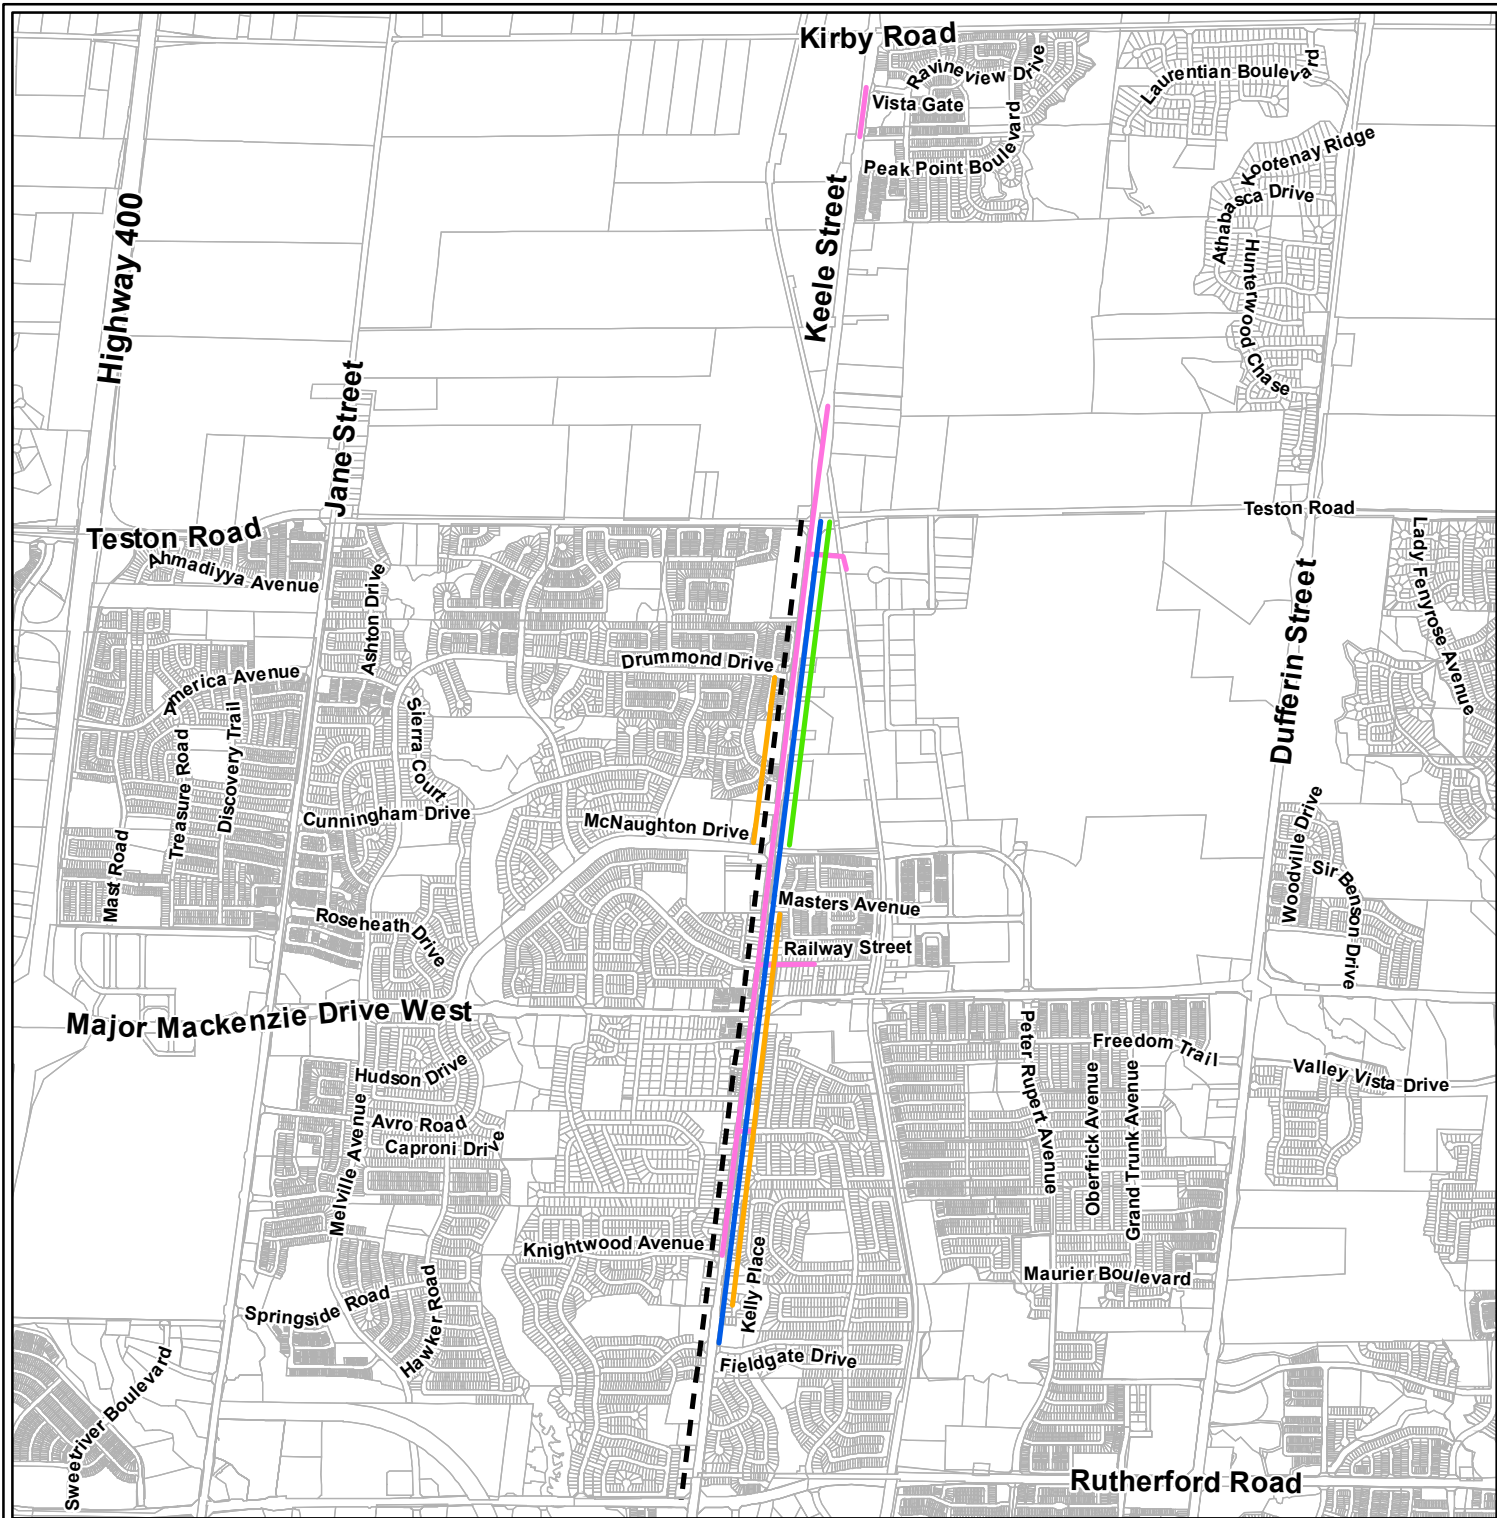 Kirby Road
Ravineview Drive
Laurentian Boulevard
Vista Gate
Kootenay Ridge
Peak Point Boulevard
Athabasca Drive
Highway 400
Keele Street
Hunterwood Chase
Jane Street
Teston Road
Teston Road
Ahmadiyya Avenue
Lady Fenyrose Avenue
Ashton Drive
Dufferin Street
Drummond Drive
America Avenue
Sierra Court
Discovery Trail
Treasure Road
Cunningham Drive
McNaughton Drive
Woodville Drive
Mast Road
Sir Benson Drive
Masters Avenue
Roseheath Drive
Railway Street
Major Mackenzie Drive West
Peter Rupert Avenue
Freedom Trail
Hudson Drive
Valley Vista Drive
Avro Road
Caproni Drive
Melville Avenue
Oberfrick Avenue
Grand Trunk Avenue
Knightwood Avenue
Kelly Place
Maurier Boulevard
Springside Road
Hawker Road
Fieldgate Drive
Sweetriver Boulevard
Rutherford Road